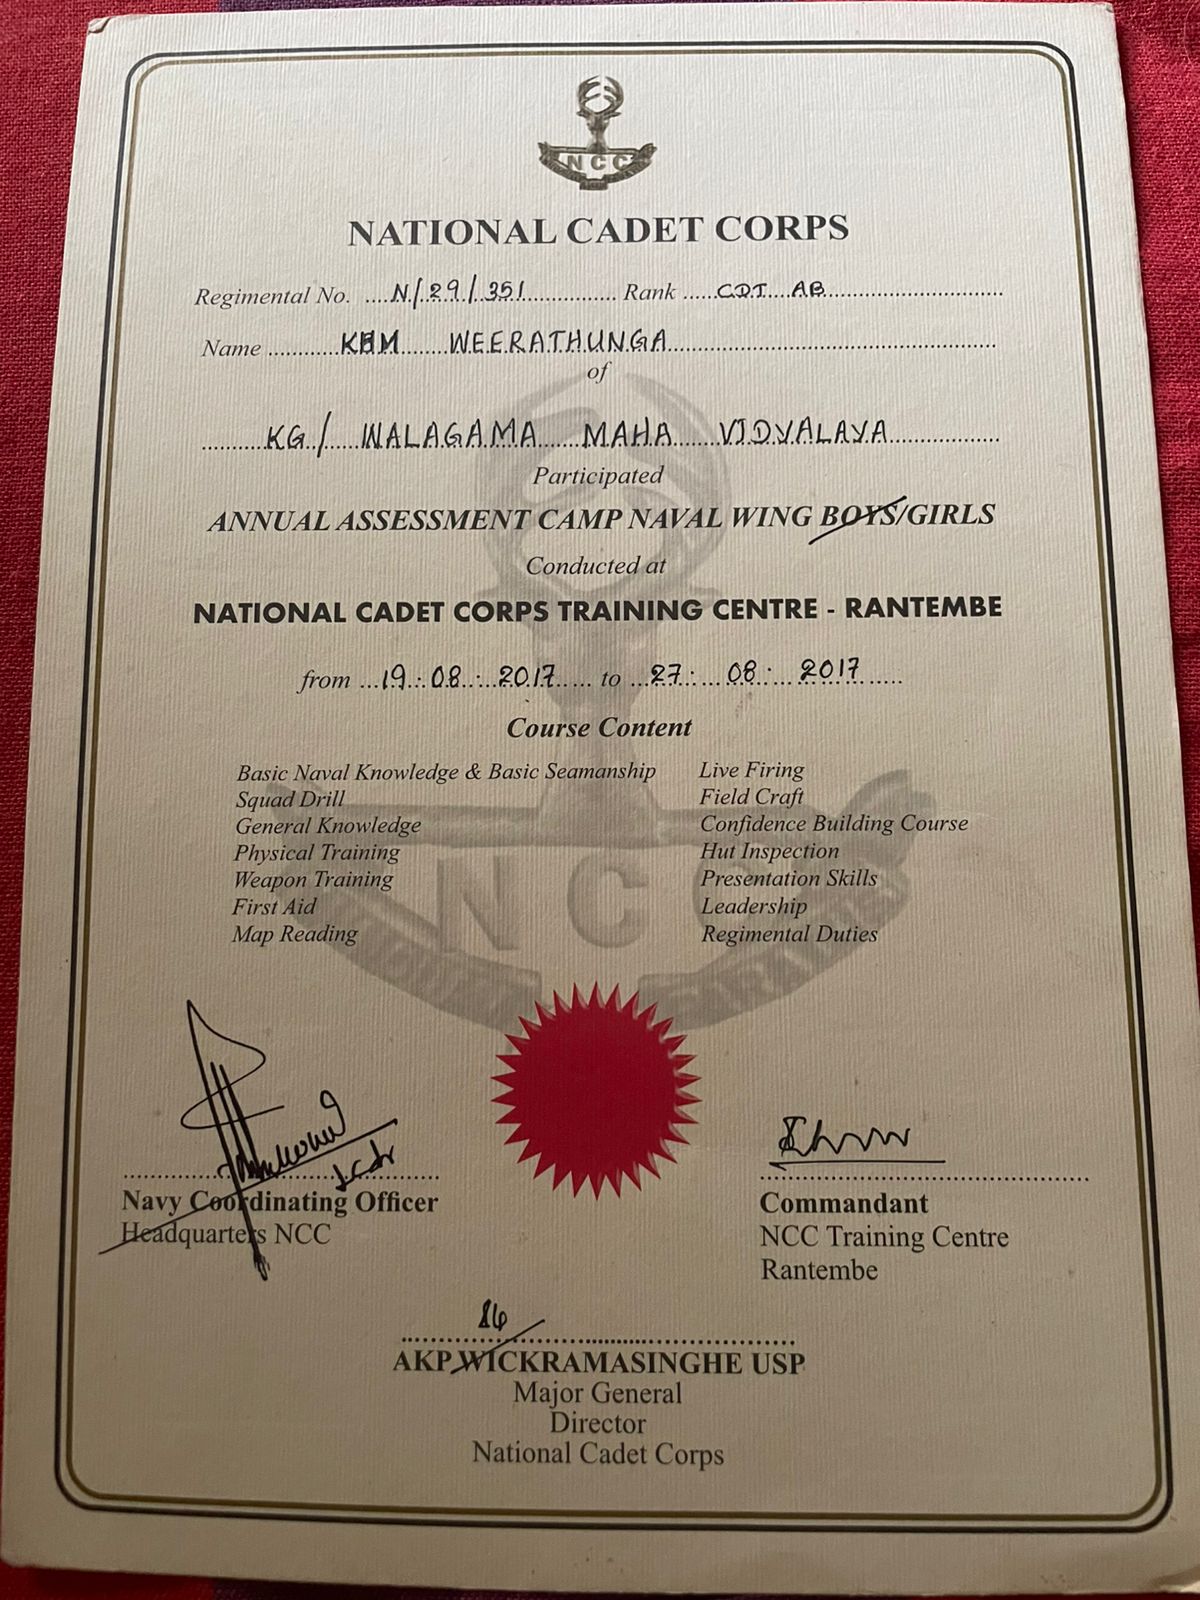 NCC
NATIONAL CADET CORPS
Regimental No. N/29/351 Rank CDT AB
Name KBM WEERATHUNGA
of
KG/ WALAGAMA MAHA VIDYALAYA
Participated
ANNUAL ASSESSMENT CAMP NAVAL WING BOYS/GIRLS
Conducted at
NATIONAL CADET CORPS TRAINING CENTRE - RANTEMBE
from 19.08.2017 to 27.08.2017
Course Content
Basic Naval Knowledge & Basic Seamanship
Squad Drill
General Knowledge
Physical Training
Weapon Training
First Aid
Map Reading
Live Firing
Field Craft
Confidence Building Course
Hut Inspection
Presentation Skills
Leadership
Regimental Duties
NCC
Navy Coordinating Officer
Headquarters NCC
Commandant
NCC Training Centre
Rantembe
AKP WICKRAMASINGHE USP
Major General
Director
National Cadet Corps